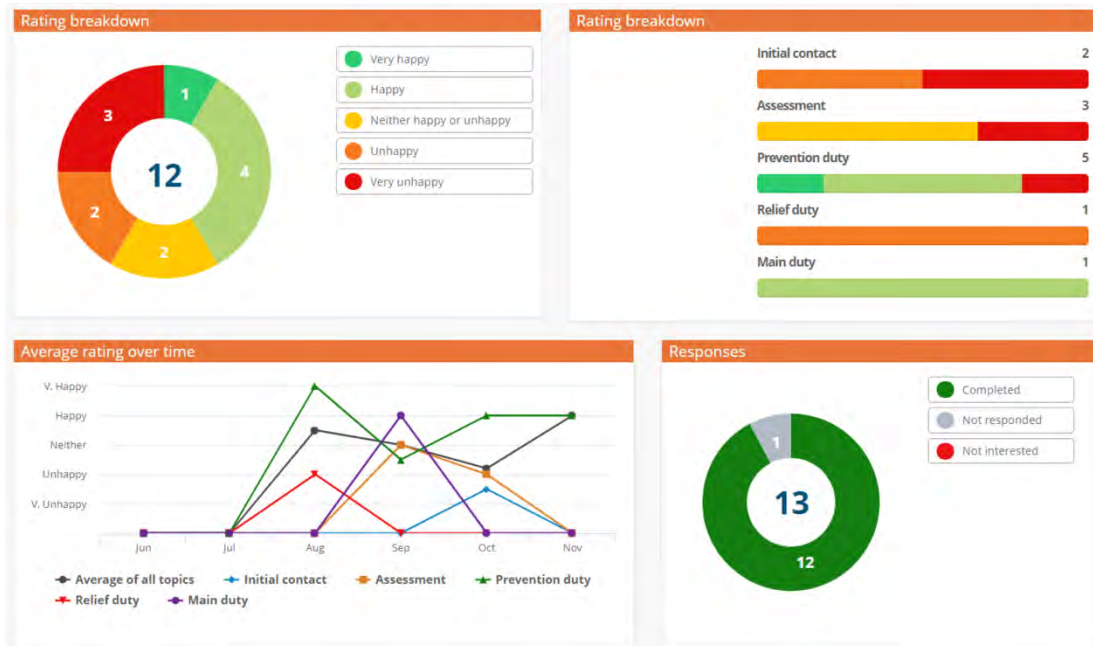 Rating breakdown
1
4
2
2
3
12
Very happy
Happy
Neither happy or unhappy
Unhappy
Very unhappy
Rating breakdown
Initial contact 2
Assessment 3
Prevention duty 5
Relief duty 1
Main duty 1
Average rating over time
V. Happy
Happy
Neither
Unhappy
V. Unhappy
Jun Jul Aug Sep Oct Nov
Average of all topics Initial contact Assessment Prevention duty
Relief duty Main duty
Responses
1
13
12
Completed
Not responded
Not interested